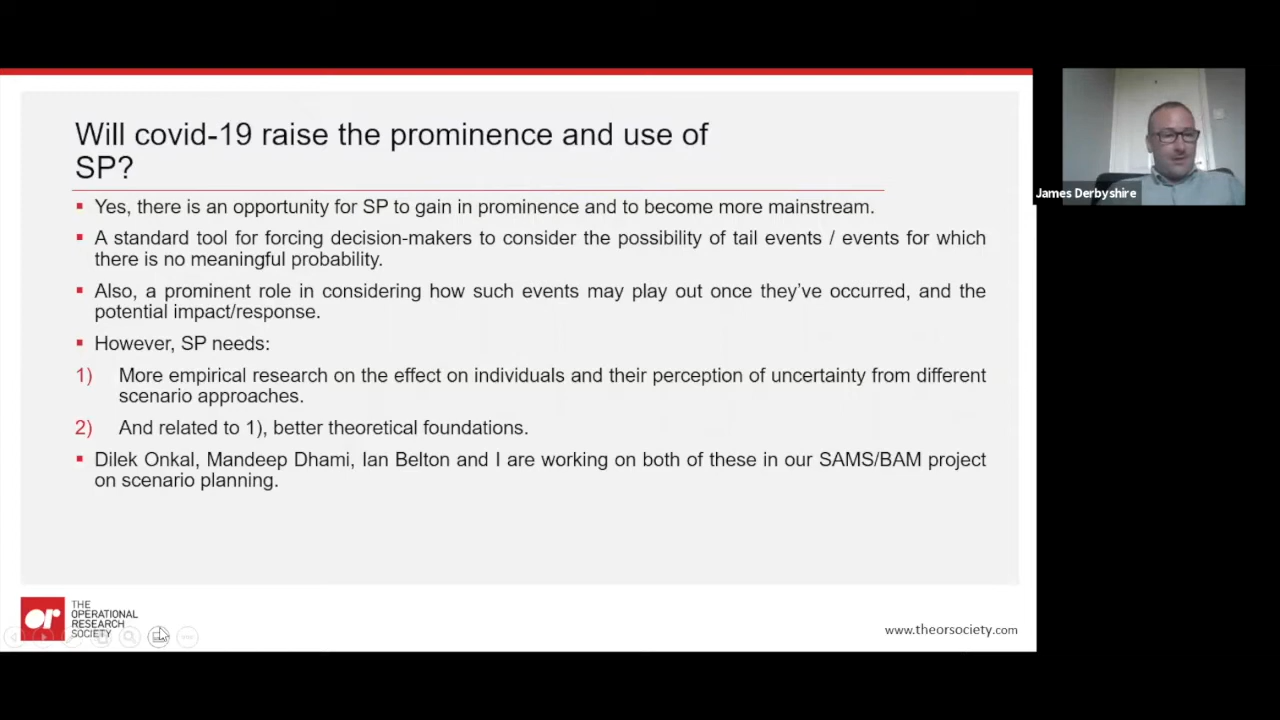 Will covid-19 raise the prominence and use of
SP?
Yes, there is an opportunity for SP to gain in prominence and to become more mainstream.
A standard tool for forcing decision-makers to consider the possibility of tail events / events for which
there is no meaningful probability.
Also, a prominent role in considering how such events may play out once they’ve occurred, and the
potential impact/response.
However, SP needs:
1) More empirical research on the effect on individuals and their perception of uncertainty from different
scenario approaches.
2) And related to 1), better theoretical foundations.
Dilek Onkal, Mandeep Dhami, Ian Belton and I are working on both of these in our SAMS/BAM project
on scenario planning.
James Derbyshire
or
THE
OPERATIONAL
RESEARCH
SOCIETY
www.theorsociety.com